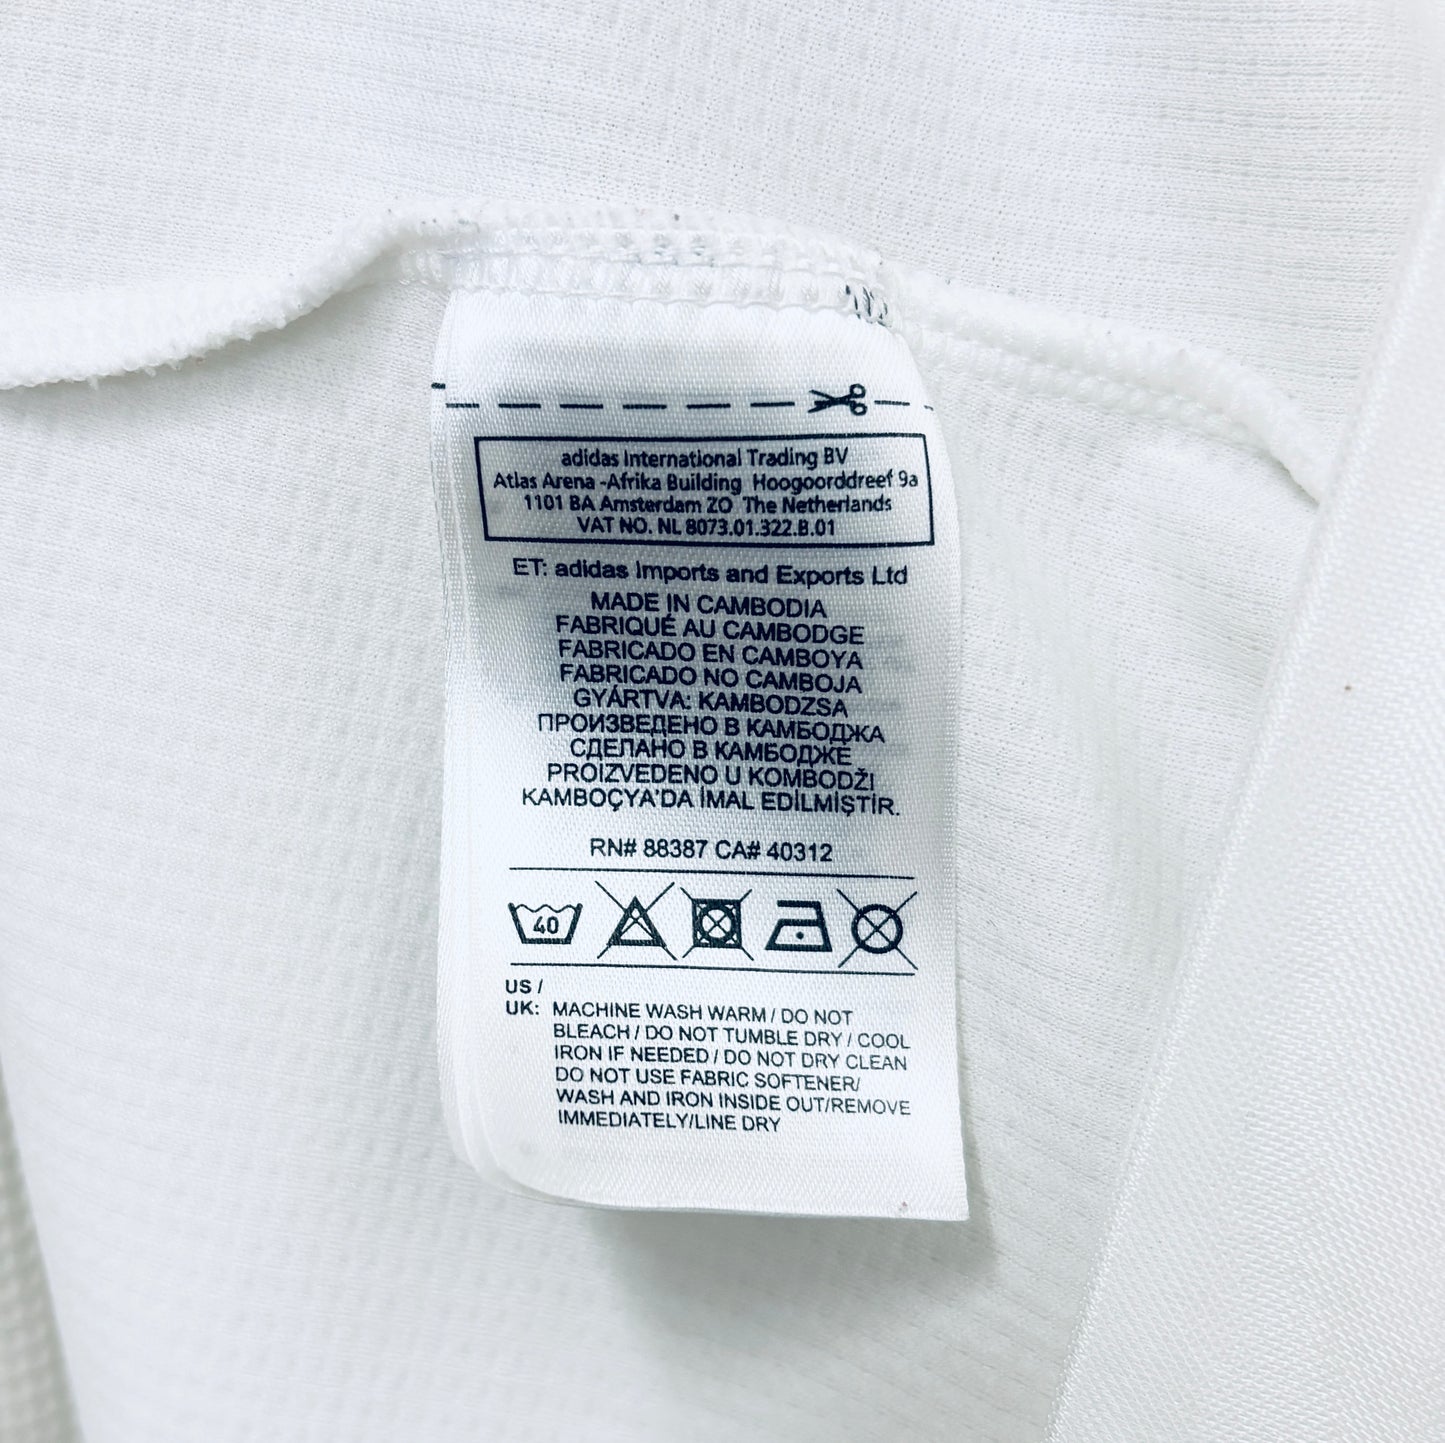 adidas International Trading BV
Atlas Arena -Afrika Building Hoogoorddreef 9a
1101 BA Amsterdam ZO The Netherlands
VAT NO. NL 8073.01.322.B.01
ET: adidas Imports and Exports Ltd
MADE IN CAMBODIA
FABRIQUÉ AU CAMBODGE
FABRICADO EN CAMBOYA
FABRICADO NO CAMBOJA
GYÁRTVA: KAMBODZSA
ПРОИЗВЕДЕНО В КАМБОДЖА
СДЕЛАНО В КАМБОДЖЕ
PROIZVEDENO U KOMBODŽI
KAMBOÇYA'DA İMAL EDİLMİŞTİR.
RN# 88387 CA# 40312
40
US /
UK: MACHINE WASH WARM / DO NOT
BLEACH / DO NOT TUMBLE DRY / COOL
IRON IF NEEDED / DO NOT DRY CLEAN
DO NOT USE FABRIC SOFTENER/
WASH AND IRON INSIDE OUT/REMOVE
IMMEDIATELY/LINE DRY